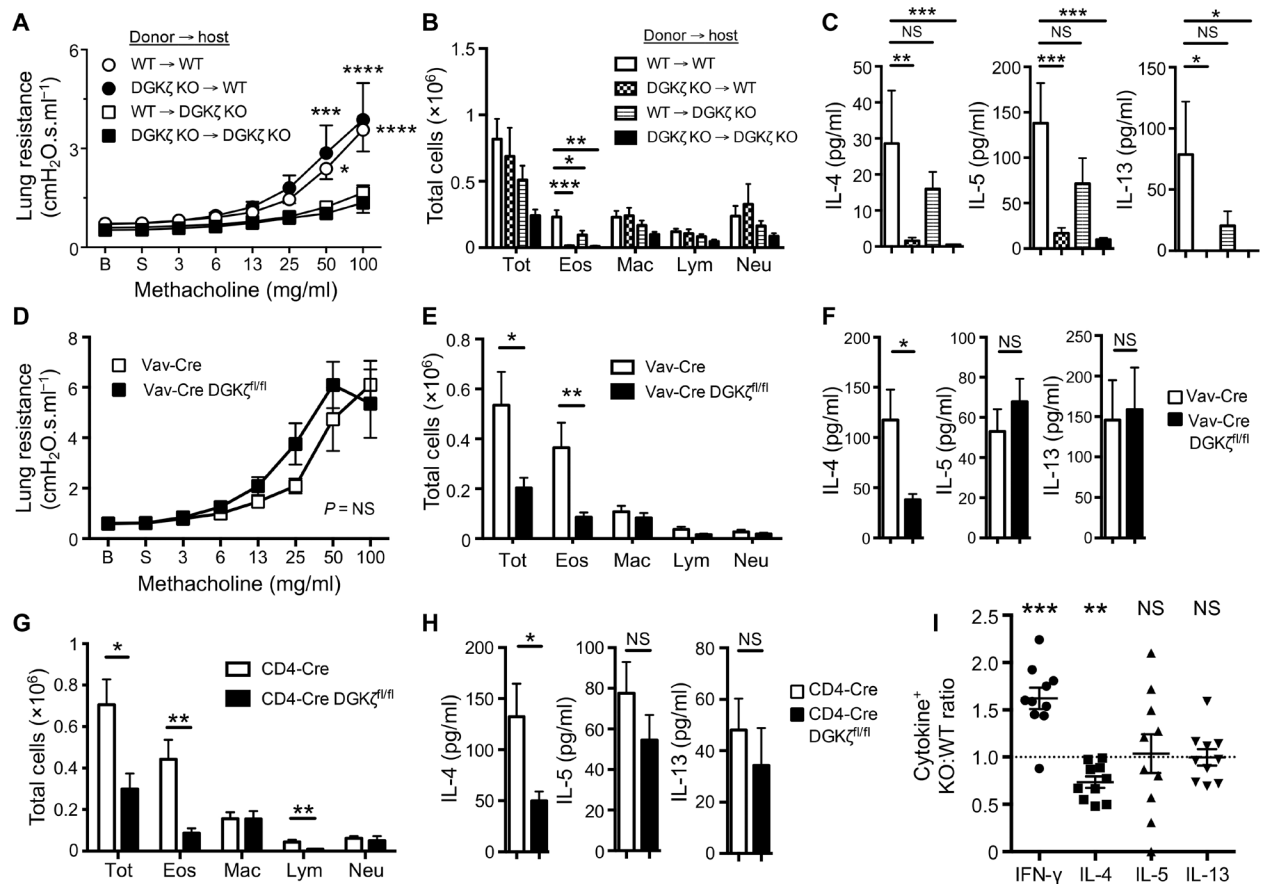 A
Donor → host
WT → WT
DGKζ KO → WT
WT → DGKζ KO
DGKζ KO → DGKζ KO
Lung resistance
(cmH₂O.s.ml⁻¹)
6
4
2
0
***
****
****
*
B S 3 6 13 25 50 100
Methacholine (mg/ml)
B
Donor → host
WT → WT
DGKζ KO → WT
WT → DGKζ KO
DGKζ KO → DGKζ KO
Total cells (×10⁶)
1.5
1
0.5
0
**
*
***
Tot Eos Mac Lym Neu
C
***
NS
**
IL-4 (pg/ml)
50
40
30
20
10
0
***
NS
***
IL-5 (pg/ml)
200
150
100
50
0
*
NS
*
IL-13 (pg/ml)
150
100
50
0
D
Vav-Cre
Vav-Cre DGKζfl/fl
Lung resistance
(cmH₂O.s.ml⁻¹)
8
6
4
2
0
P = NS
B S 3 6 13 25 50 100
Methacholine (mg/ml)
E
Vav-Cre
Vav-Cre DGKζfl/fl
Total cells (×10⁶)
0.8
0.6
0.4
0.2
0
*
**
Tot Eos Mac Lym Neu
F
*
IL-4 (pg/ml)
200
150
100
50
0
NS
IL-5 (pg/ml)
100
80
60
40
20
0
NS
IL-13 (pg/ml)
250
200
150
100
50
0
Vav-Cre
Vav-Cre
DGKζfl/fl
G
CD4-Cre
CD4-Cre DGKζfl/fl
Total cells (×10⁶)
1
0.8
0.6
0.4
0.2
0
*
**
**
Tot Eos Mac Lym Neu
H
*
IL-4 (pg/ml)
200
150
100
50
0
NS
IL-5 (pg/ml)
100
80
60
40
20
0
NS
IL-13 (pg/ml)
80
60
40
20
0
CD4-Cre
CD4-Cre
DGKζfl/fl
I
*** ** NS NS
Cytokine⁺
KO:WT ratio
2.5
2.0
1.5
1.0
0.5
0
IFN-γ IL-4 IL-5 IL-13